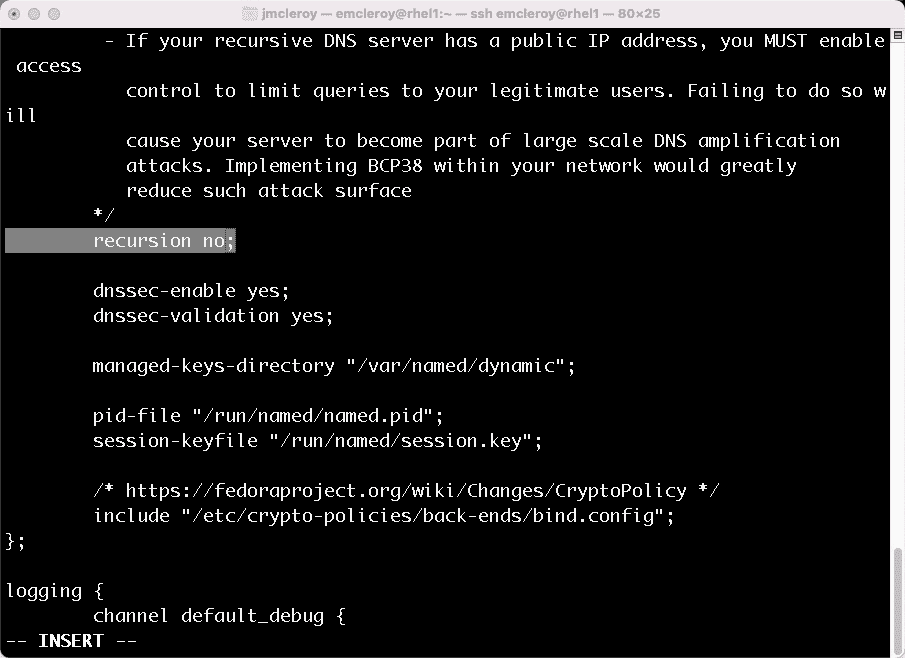 jmcleroy — emcleroy@rhel1:~ — ssh emcleroy@rhel1 — 80×25
- If your recursive DNS server has a public IP address, you MUST enable
access
control to limit queries to your legitimate users. Failing to do so w
ill
cause your server to become part of large scale DNS amplification
attacks. Implementing BCP38 within your network would greatly
reduce such attack surface
*/
recursion no;
dnssec-enable yes;
dnssec-validation yes;
managed-keys-directory "/var/named/dynamic";
pid-file "/run/named/named.pid";
session-keyfile "/run/named/session.key";
/* https://fedoraproject.org/wiki/Changes/CryptoPolicy */
include "/etc/crypto-policies/back-ends/bind.config";
};
logging {
channel default_debug {
-- INSERT --